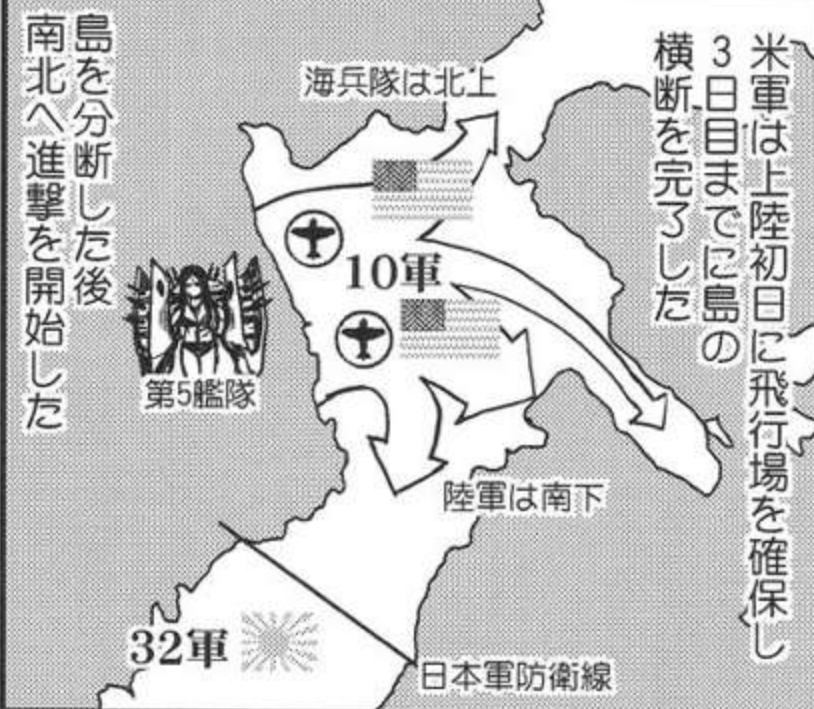 米軍は上陸初日に飛行場を確保し
3日目までに島の
横断を完了した
海兵隊は北上
10軍
第5艦隊
陸軍は南下
32軍
日本軍防衛線
島を分断した後
南北へ進撃を開始した